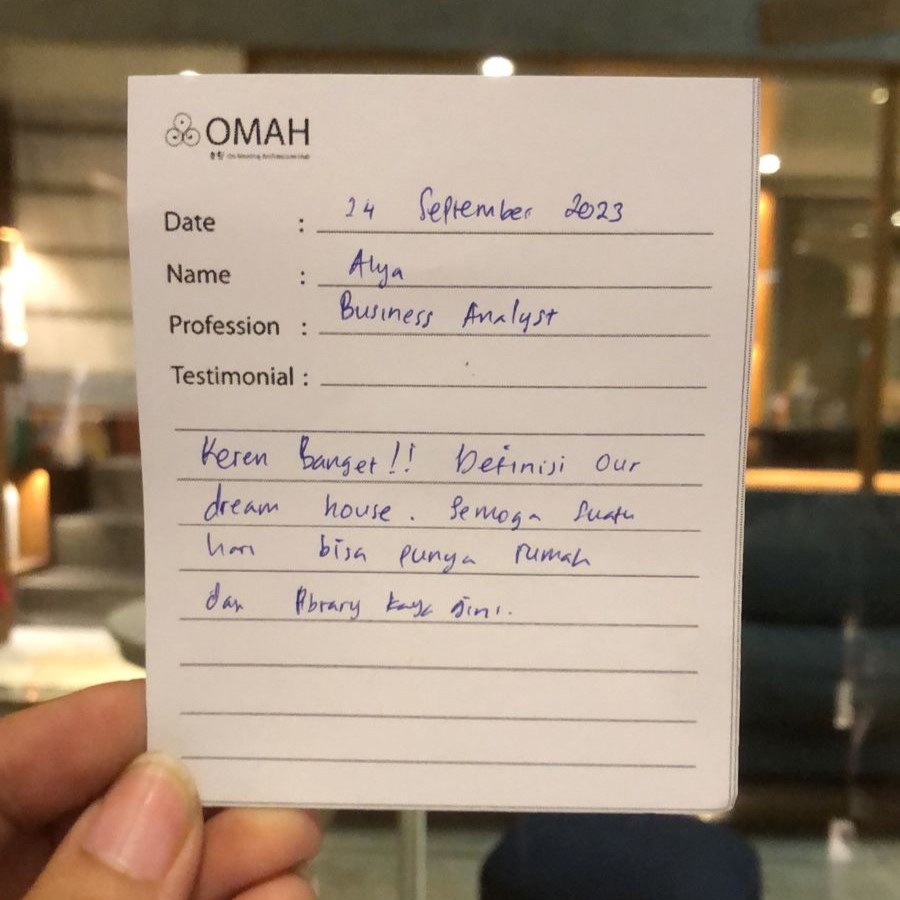 OMAH
Date : 24 September 2023
Name : Alya
Profession : Business Analyst
Testimonial :
Keren Banget!! Definisi Our
dream house. Semoga Suatu
hari bisa punya rumah
dan library kaya gini.